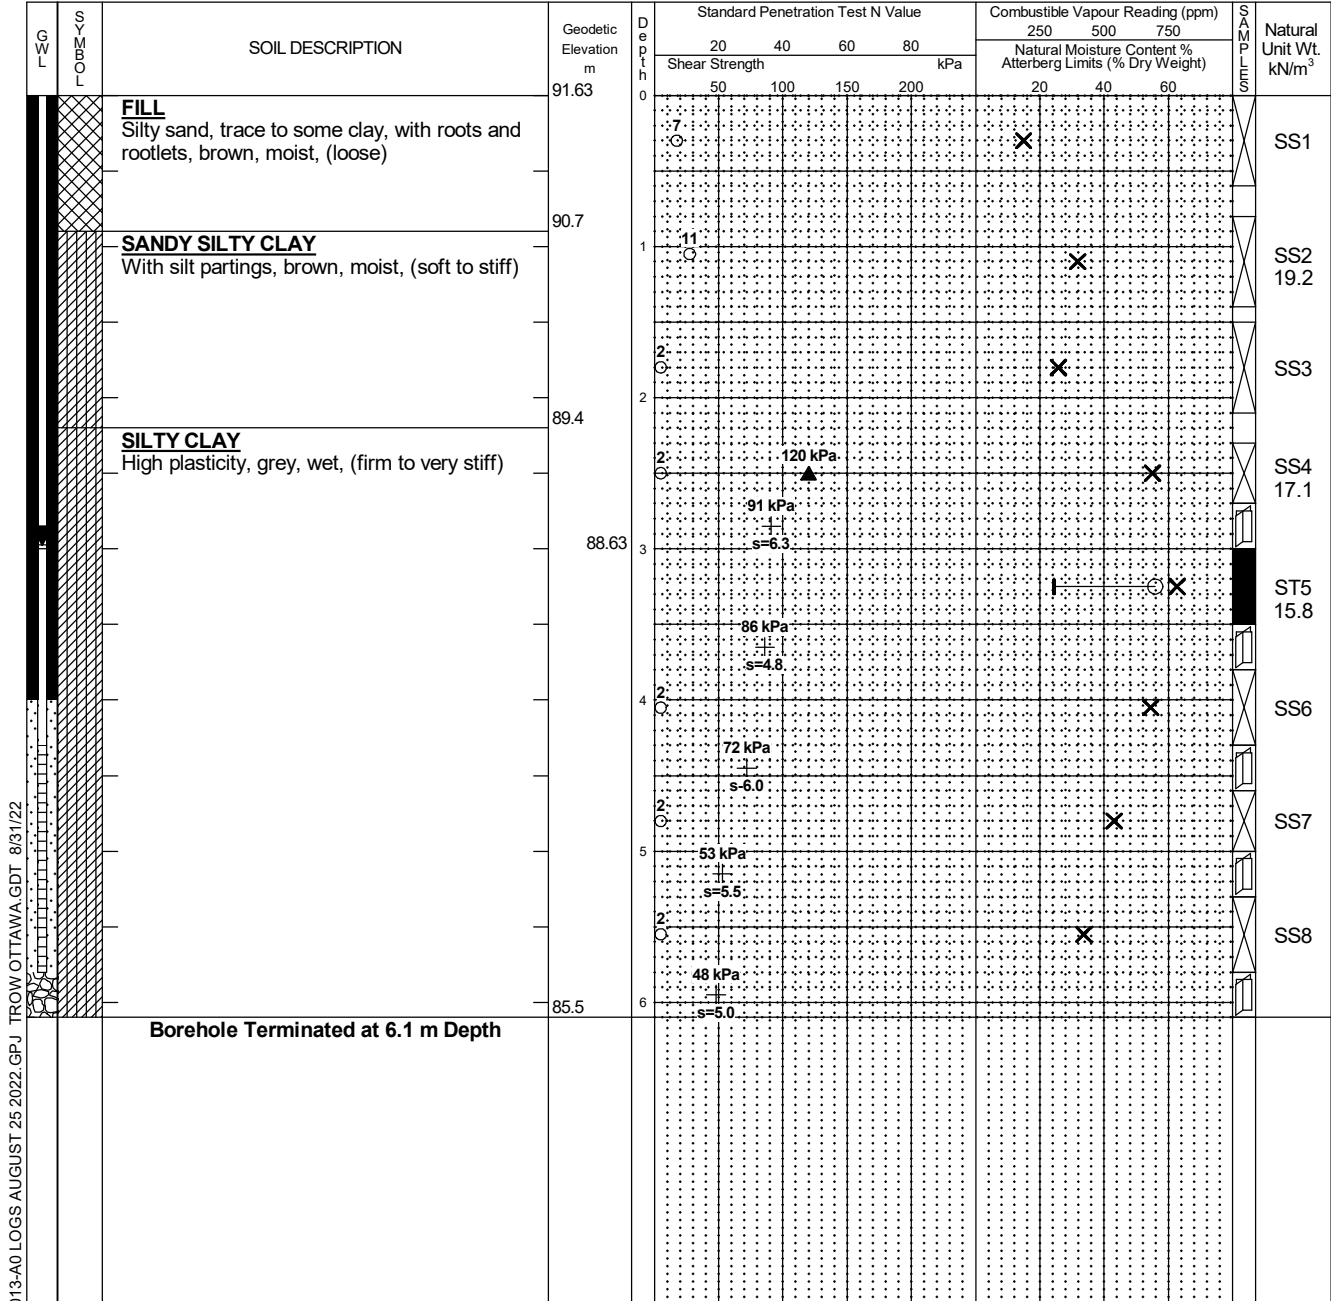 GWL
SYMBOL
SOIL DESCRIPTION
Geodetic
Elevation
m
91.63
Depth
0
Standard Penetration Test N Value
20 40 60 80
Shear Strength kPa
50 100 150 200
Combustible Vapour Reading (ppm)
250 500 750
Natural Moisture Content %
Atterberg Limits (% Dry Weight)
20 40 60
SAMPLES
Natural
Unit Wt.
kN/m³
FILL
Silty sand, trace to some clay, with roots and
rootlets, brown, moist, (loose)
7
SS1
90.7
SANDY SILTY CLAY
With silt partings, brown, moist, (soft to stiff)
1
11
SS2
19.2
2
SS3
2
89.4
SILTY CLAY
High plasticity, grey, wet, (firm to very stiff)
2
120 kPa
SS4
17.1
91 kPa
s=6.3
88.63
3
ST5
15.8
86 kPa
s=4.8
4
2
SS6
72 kPa
s-6.0
2
SS7
5
53 kPa
s=5.5
2
SS8
48 kPa
s=5.0
85.5
6
Borehole Terminated at 6.1 m Depth
013-A0 LOGS AUGUST 25 2022.GPJ TROW OTTAWA.GDT 8/31/22